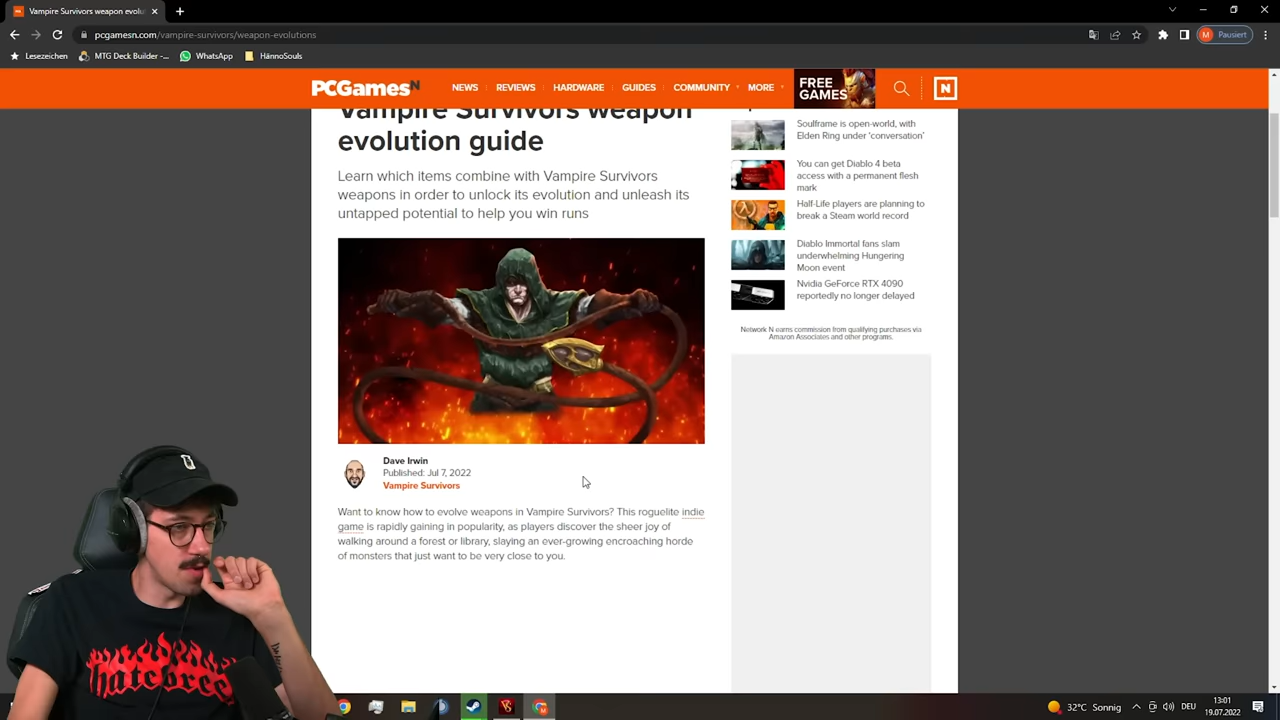 Vampire Survivors weapon evolu
pcgamesn.com/vampire-survivors/weapon-evolutions
M
Pausiert
Lesezeichen
MTG Deck Builder -...
WhatsApp
HännoSouls
PCGamesN
NEWS
REVIEWS
HARDWARE
GUIDES
COMMUNITY
MORE
FREE
GAMES
N
Vampire Survivors weapon
evolution guide
Learn which items combine with Vampire Survivors
weapons in order to unlock its evolution and unleash its
untapped potential to help you win runs
Dave Irwin
Published: Jul 7, 2022
Vampire Survivors
Want to know how to evolve weapons in Vampire Survivors? This roguelite indie
game is rapidly gaining in popularity, as players discover the sheer joy of
walking around a forest or library, slaying an ever-growing encroaching horde
of monsters that just want to be very close to you.
Soulframe is open-world, with
Elden Ring under ‘conversation’
You can get Diablo 4 beta
access with a permanent flesh
mark
Half-Life players are planning to
break a Steam world record
Diablo Immortal fans slam
underwhelming Hungering
Moon event
Nvidia GeForce RTX 4090
reportedly no longer delayed
Network N earns commission from qualifying purchases via
Amazon Associates and other programs.
hatebreed
32°C Sonnig
DEU
13:01
19.07.2022